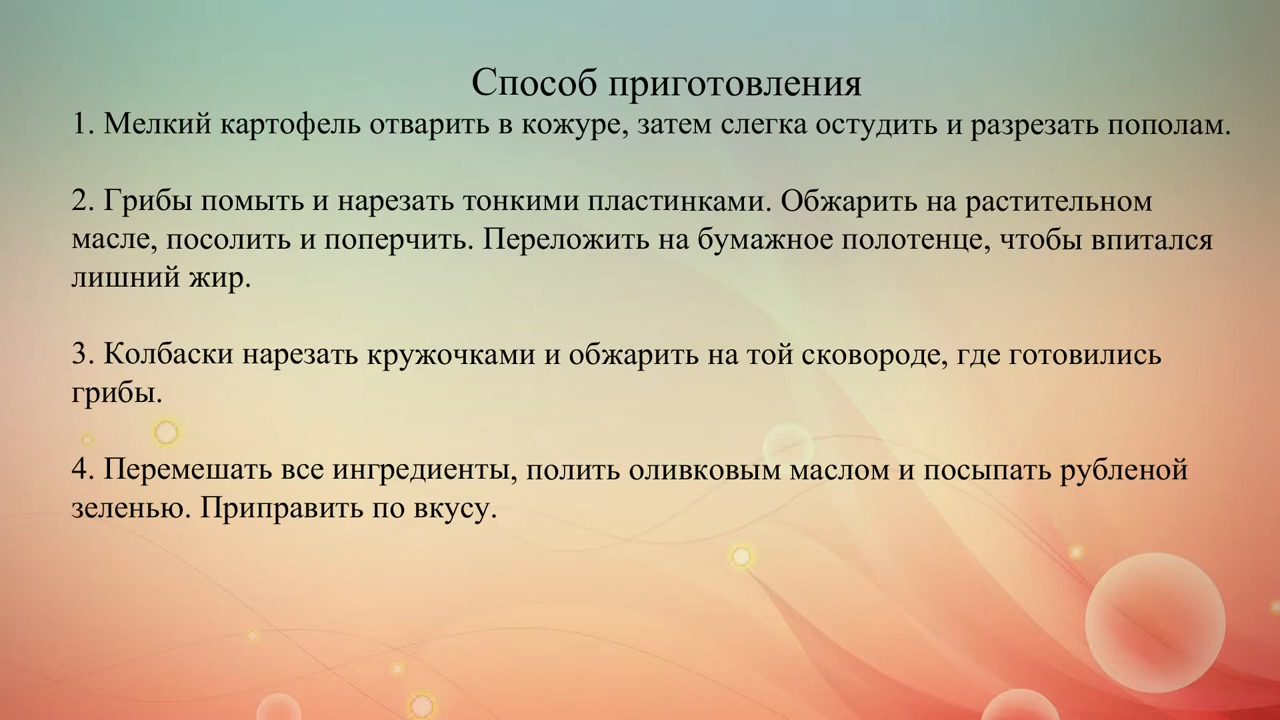 Способ приготовления
1. Мелкий картофель отварить в кожуре, затем слегка остудить и разрезать пополам.
2. Грибы помыть и нарезать тонкими пластинками. Обжарить на растительном
масле, посолить и поперчить. Переложить на бумажное полотенце, чтобы впитался
лишний жир.
3. Колбаски нарезать кружочками и обжарить на той сковороде, где готовились
грибы.
4. Перемешать все ингредиенты, полить оливковым маслом и посыпать рубленой
зеленью. Приправить по вкусу.